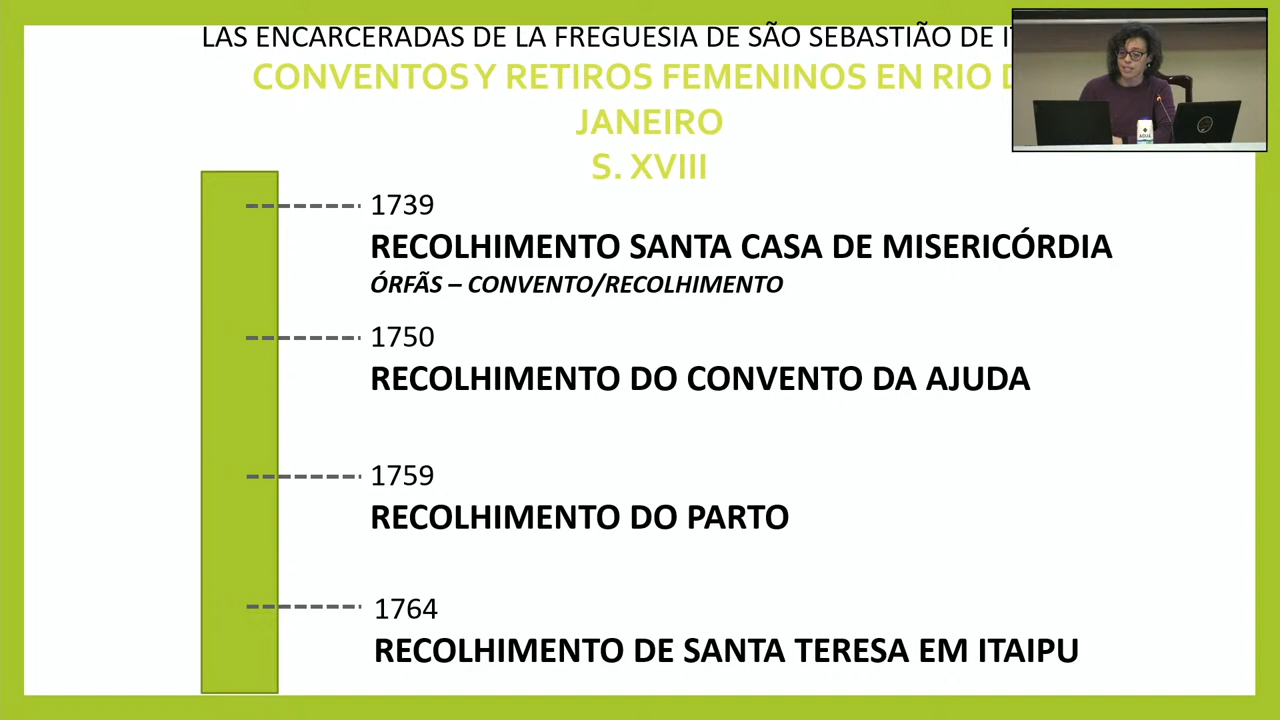 LAS ENCARCERADAS DE LA FREGUESIA DE SÃO SEBASTIÃO DE
CONVENTOS Y RETIROS FEMENINOS EN RIO
JANEIRO
S. XVIII
1739
RECOLHIMENTO SANTA CASA DE MISERICÓRDIA
ÓRFÃS – CONVENTO/RECOLHIMENTO
1750
RECOLHIMENTO DO CONVENTO DA AJUDA
1759
RECOLHIMENTO DO PARTO
1764
RECOLHIMENTO DE SANTA TERESA EM ITAIPU